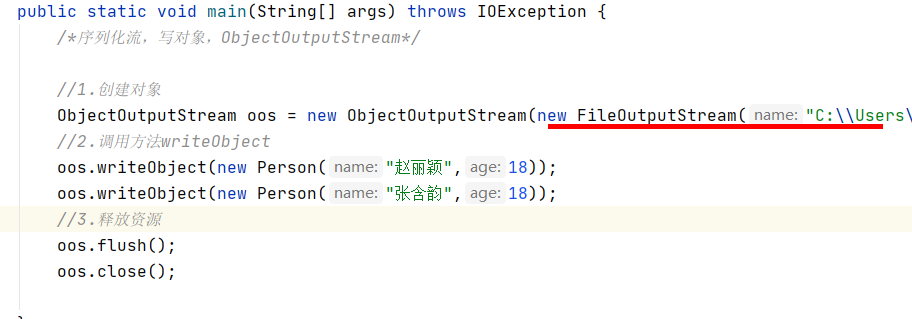 public static void main(String[] args) throws IOException {
/*序列化流，写对象，ObjectOutputStream*/
//1.创建对象
ObjectOutputStream oos = new ObjectOutputStream(new FileOutputStream( name: "C:\\Users\
//2.调用方法writeObject
oos.writeObject(new Person( name: "赵丽颖", age: 18));
oos.writeObject(new Person( name: "张含韵", age: 18));
//3.释放资源
oos.flush();
oos.close();
}